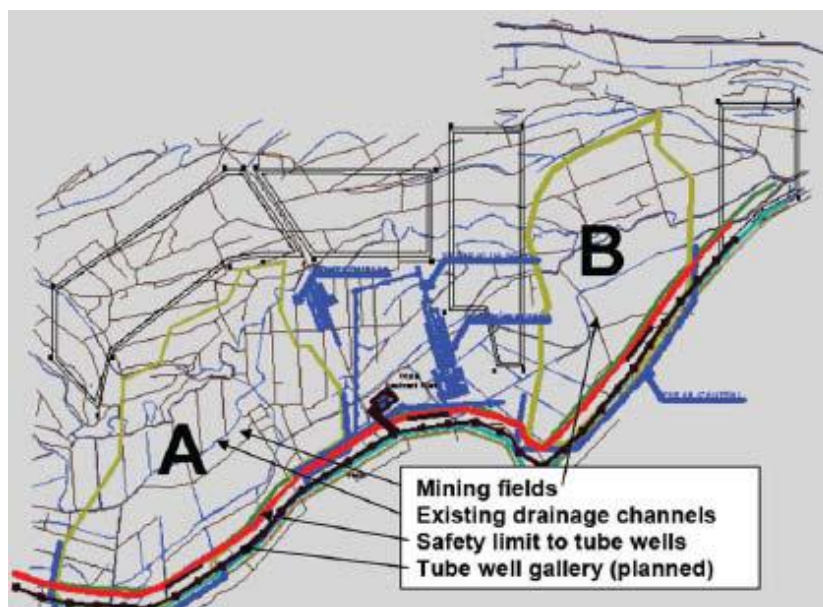 B
A
Mining fields
Existing drainage channels
Safety limit to tube wells
Tube well gallery (planned)